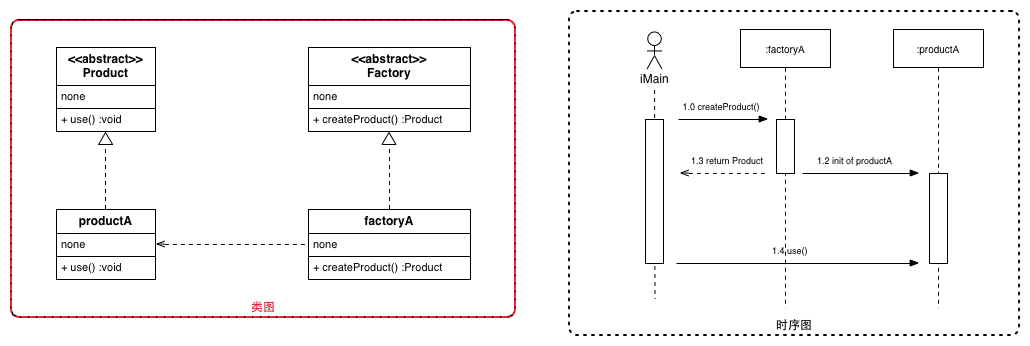 <<abstract>>
Product
none
+ use() :void
<<abstract>>
Factory
none
+ createProduct() :Product
productA
none
+ use() :void
factoryA
none
+ createProduct() :Product
类图
iMain
:factoryA
:productA
1.0 createProduct()
1.3 return Product
1.2 init of productA
1.4 use()
时序图